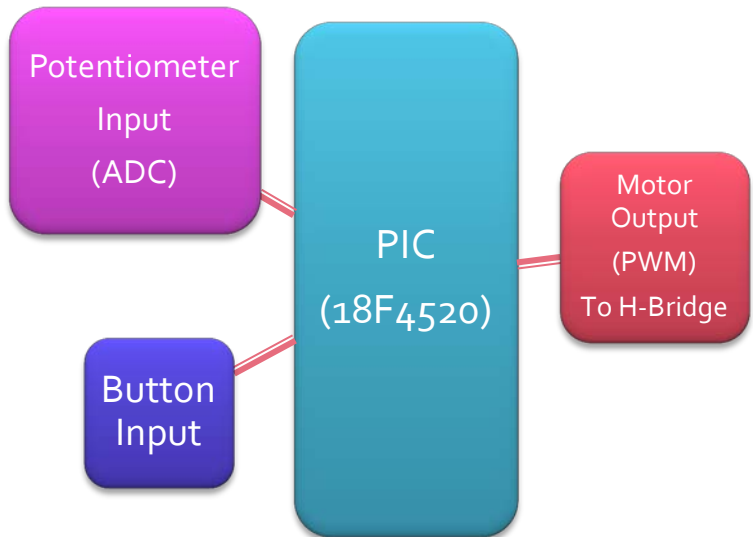 Potentiometer
Input
(ADC)
PIC
(18F4520)
Motor
Output
(PWM)
To H-Bridge
Button
Input